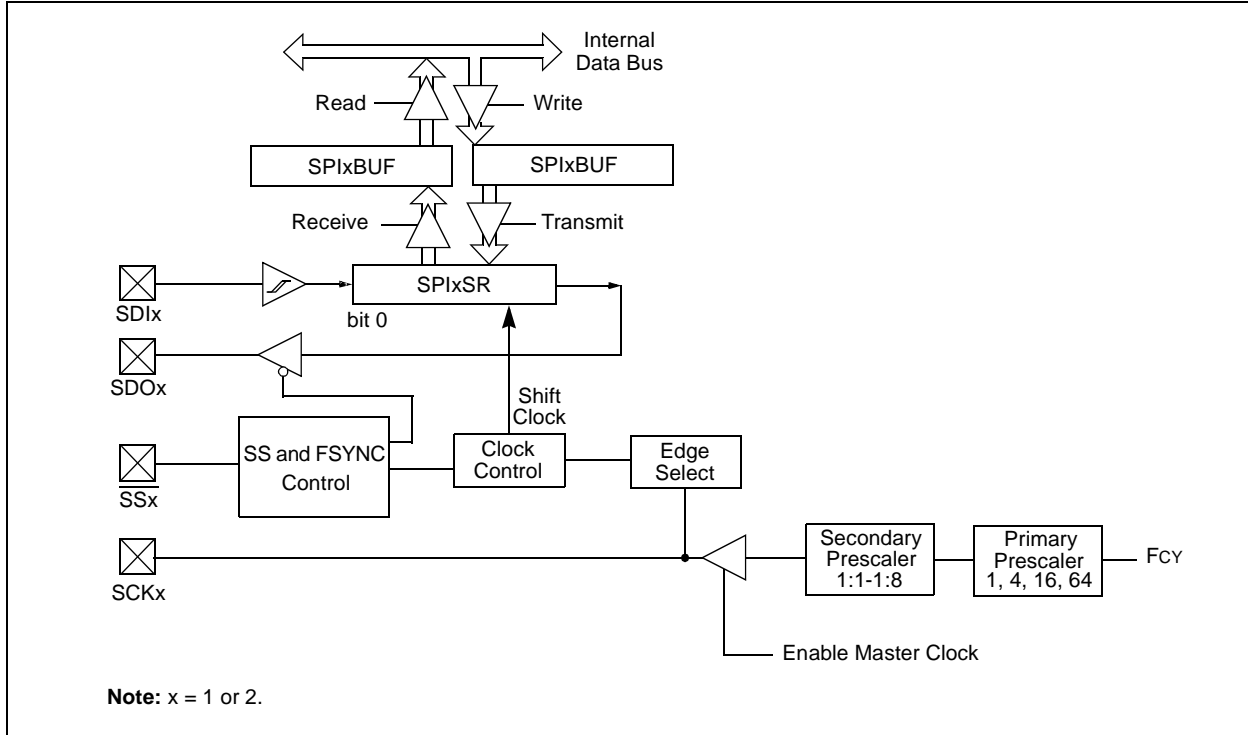 Internal
Data Bus
Read
Write
SPIxBUF
SPIxBUF
Receive
Transmit
SPIxSR
SDIx
bit 0
SDOx
Shift
Clock
SS and FSYNC
Control
Clock
Control
Edge
Select
SSx
Secondary
Prescaler
1:1-1:8
Primary
Prescaler
1, 4, 16, 64
FCY
SCKx
Enable Master Clock
Note: x = 1 or 2.